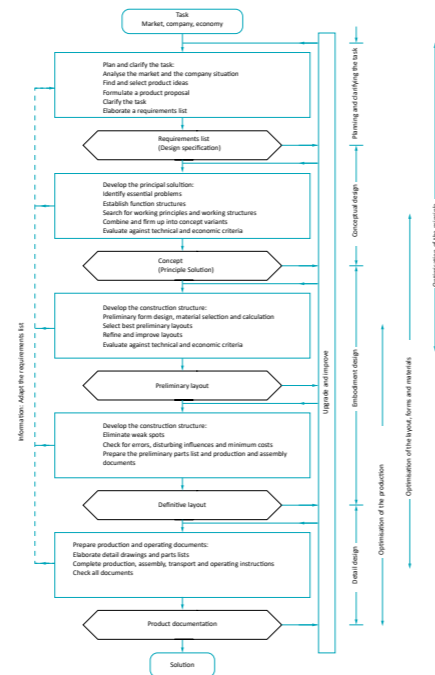 Task
Market, company, economy
Plan and clarify the task:
Analyse the market and the company situation
Find and select product ideas
Formulate a product proposal
Clarify the task
Elaborate a requirements list
Requirements list
(Design specification)
Develop the principal solultion:
Identify essential problems
Establish function structures
Search for working principles and working structures
Combine and firm up into concept variants
Evaluate against technical and economic criteria
Concept
(Principle Solution)
Develop the construction structure:
Preliminary form design, material selection and calculation
Select best preliminary layouts
Refine and improve layouts
Evaluate against technical and economic criteria
Preliminary layout
Develop the construction structure:
Eliminate weak spots
Check for errors, disturbing influences and minimum costs
Prepare the preliminary parts list and production and assembly
documents
Definitive layout
Prepare production and operating documents:
Elaborate detail drawings and parts lists
Complete production, assembly, transport and operating instructions
Check all documents
Product documentation
Solution
Information: Adapt the requirements list
Upgrade and improve
Planning and clarifying the task
Conceptual design
Embodiment design
Detail design
Optimisation of the production
Optimisation of the layout, forms and materials